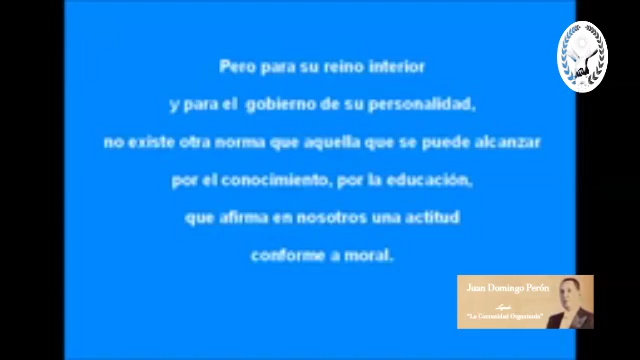 Pero para su reino interior
y para el gobierno de su personalidad,
no existe otra norma que aquella que se puede alcanzar
por el conocimiento, por la educación,
que afirma en nosotros una actitud
conforme a moral.
Juan Domingo Perón
"La Comunidad Organizada"